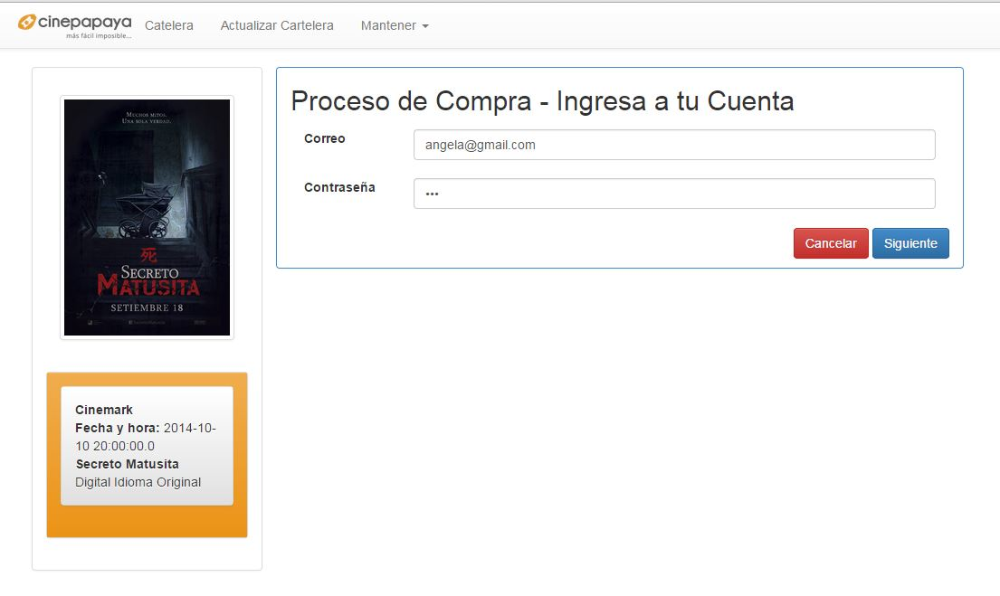 cinepapaya
más fácil imposible...
Catelera
Actualizar Cartelera
Mantener
MUCHOS MITOS.
UNA SOLA VERDAD.
死
SECRETO
MATUSITA
SETIEMBRE 18
Cinemark
Fecha y hora: 2014-10-
10 20:00:00.0
Secreto Matusita
Digital Idioma Original
Proceso de Compra - Ingresa a tu Cuenta
Correo
angela@gmail.com
Contraseña
•••
Cancelar
Siguiente